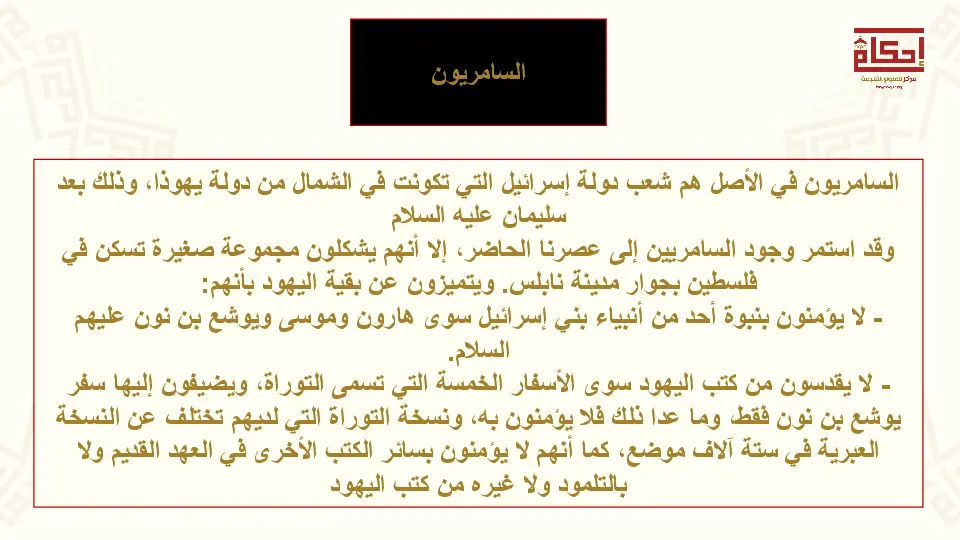 السامريون
إحكام
مركز للعلوم الشرعية
السامريون في الأصل هم شعب دولة إسرائيل التي تكونت في الشمال من دولة يهوذا، وذلك بعد
سليمان عليه السلام
وقد استمر وجود السامريين إلى عصرنا الحاضر، إلا أنهم يشكلون مجموعة صغيرة تسكن في
فلسطين بجوار مدينة نابلس. ويتميزون عن بقية اليهود بأنهم:
- لا يؤمنون بنبوة أحد من أنبياء بني إسرائيل سوى هارون وموسى ويوشع بن نون عليهم
السلام.
- لا يقدسون من كتب اليهود سوى الأسفار الخمسة التي تسمى التوراة، ويضيفون إليها سفر
يوشع بن نون فقط، وما عدا ذلك فلا يؤمنون به، ونسخة التوراة التي لديهم تختلف عن النسخة
العبرية في ستة آلاف موضع، كما أنهم لا يؤمنون بسائر الكتب الأخرى في العهد القديم ولا
بالتلمود ولا غيره من كتب اليهود